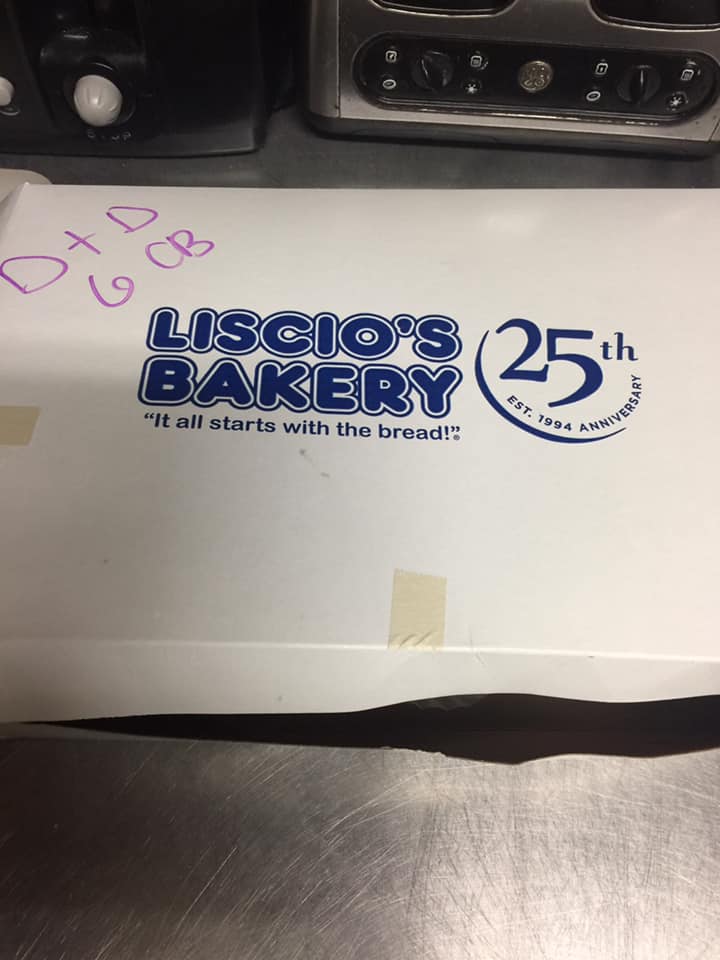 D + D
6 CB
LISCIO'S
BAKERY
"It all starts with the bread!"®
25th
EST. 1994 ANNIVERSARY